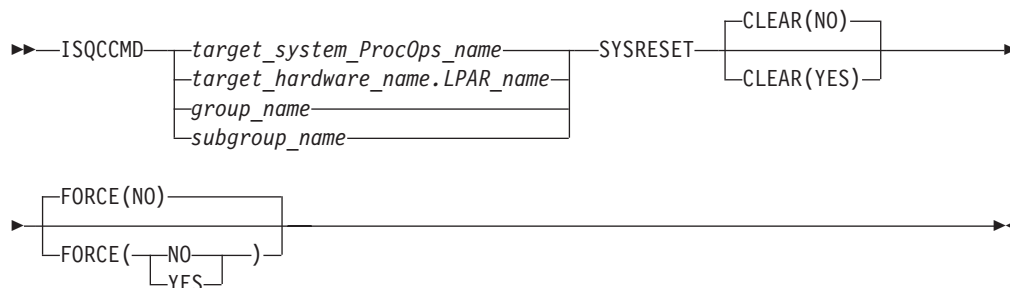 CLEAR(NO)
ISQCCMD target_system_ProcOps_name SYSRESET
target_hardware_name.LPAR_name CLEAR(YES)
group_name
subgroup_name
FORCE(NO)
FORCE( NO )
YES